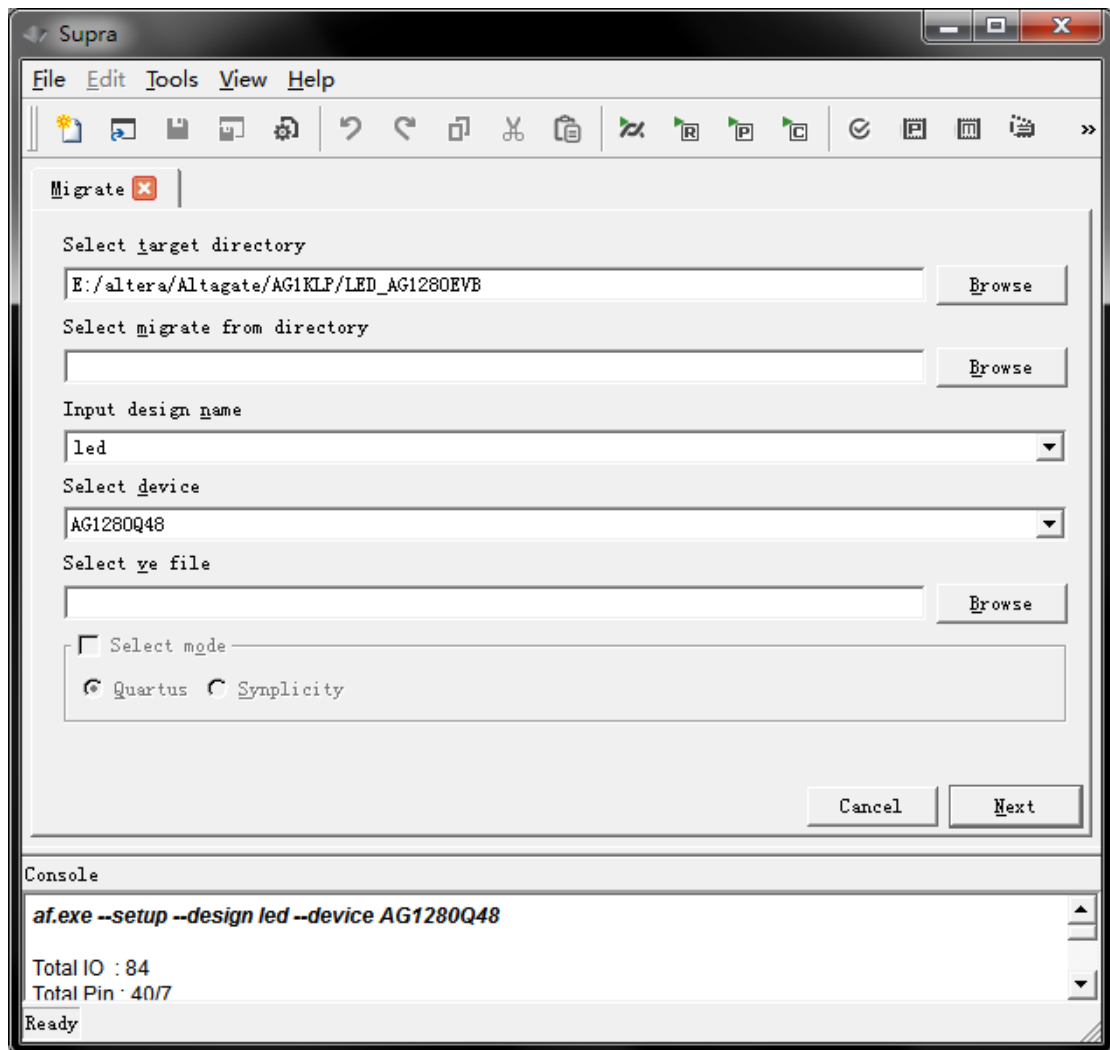 Supra
File Edit Tools View Help
R P C P m »
Migrate
Select target directory
E:/altera/Altagate/AG1KLP/LED_AG1280EVB Browse
Select migrate from directory
Browse
Input design name
led
Select device
AG1280Q48
Select ve file
Browse
Select mode
Quartus Synplicity
Cancel Next
Console
af.exe --setup --design led --device AG1280Q48
Total IO : 84
Total Pin : 40/7
Ready